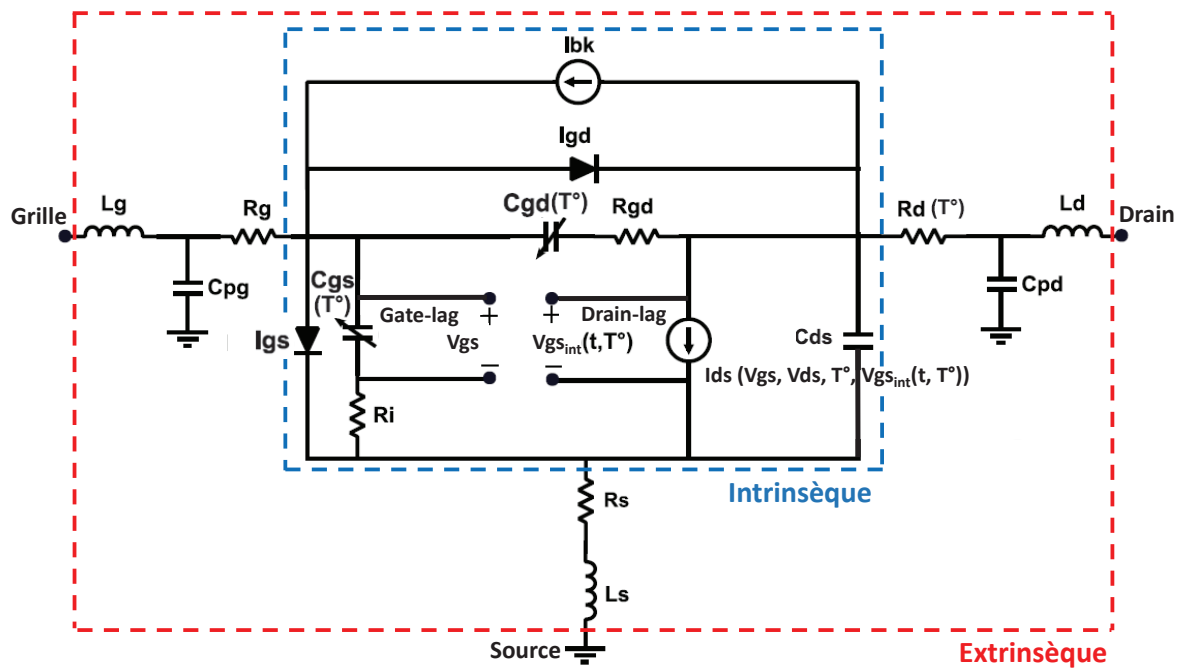 Ibk
Igd
Lg
Rg
Cgd(T°)
Rgd
Rd (T°)
Ld
Grille
Drain
Cpg
Cgs
(T°)
Gate-lag
Drain-lag
Cpd
+
+
Igs
Vgs
Vgsint(t,T°)
Cds
−
−
Ids (Vgs, Vds, T°, Vgsint(t, T°))
Ri
Intrinsèque
Rs
Ls
Source
Extrinsèque